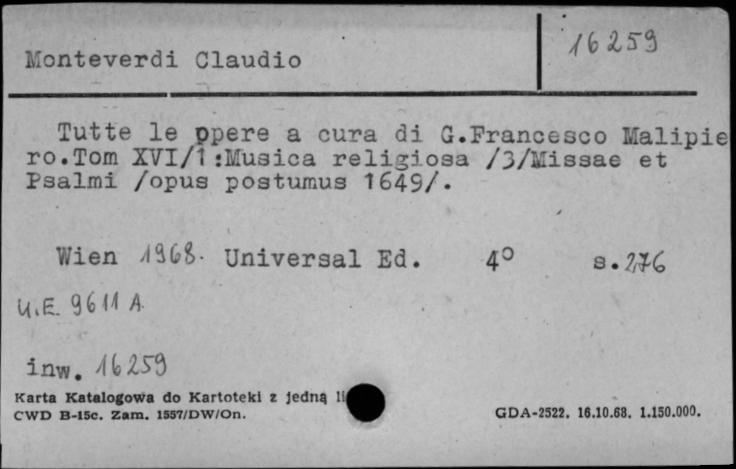 16259
Monteverdi Claudio
Tutte le ppere a cura di G.Francesco Malipie
ro.Tom XVI/1:Musica religiosa /3/Missae et
Psalmi /opus postumus 1649/.
Wien 1968. Universal Ed. 4° s.276
U.E. 9611 A.
inw. 16259
Karta Katalogowa do Kartoteki z jedną li
CWD B-15c. Zam. 1557/DW/On.
GDA-2522. 16.10.68. 1.150.000.